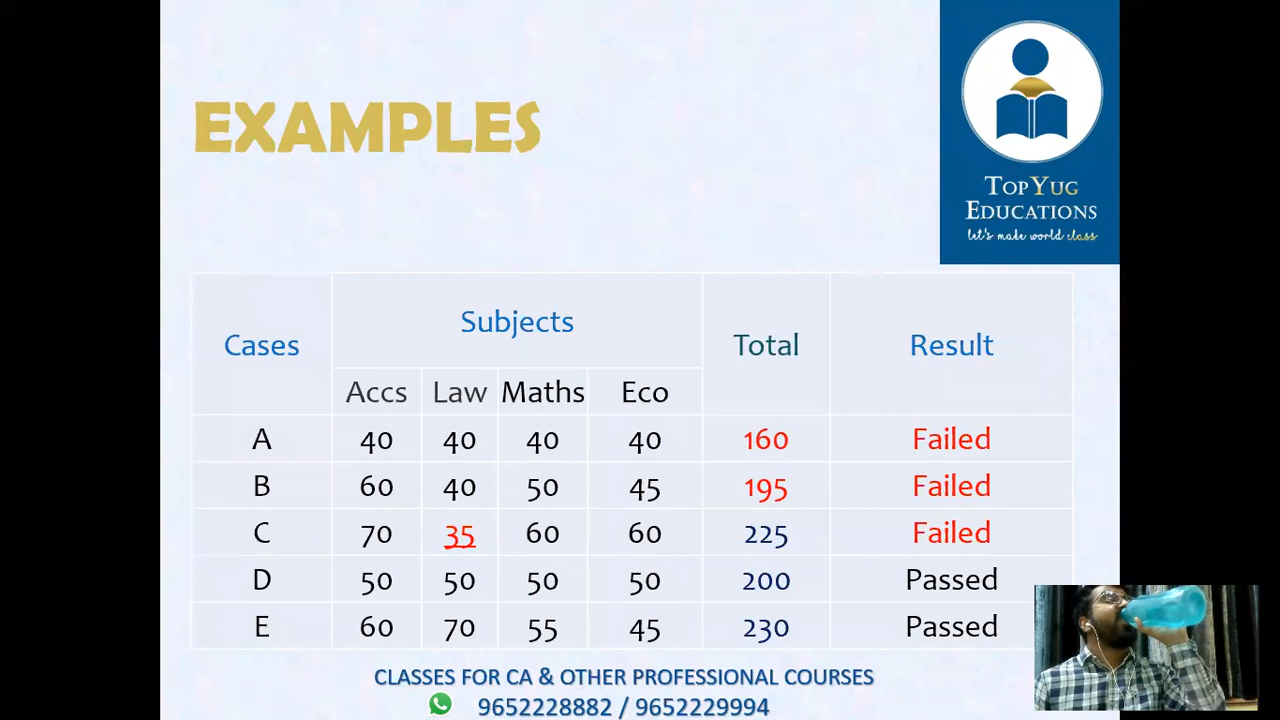 EXAMPLES
TOPYUG
EDUCATIONS
let's make world class
Cases Subjects Total Result
Accs Law Maths Eco
A 40 40 40 40 160 Failed
B 60 40 50 45 195 Failed
C 70 35 60 60 225 Failed
D 50 50 50 50 200 Passed
E 60 70 55 45 230 Passed
CLASSES FOR CA & OTHER PROFESSIONAL COURSES
9652228882 / 9652229994